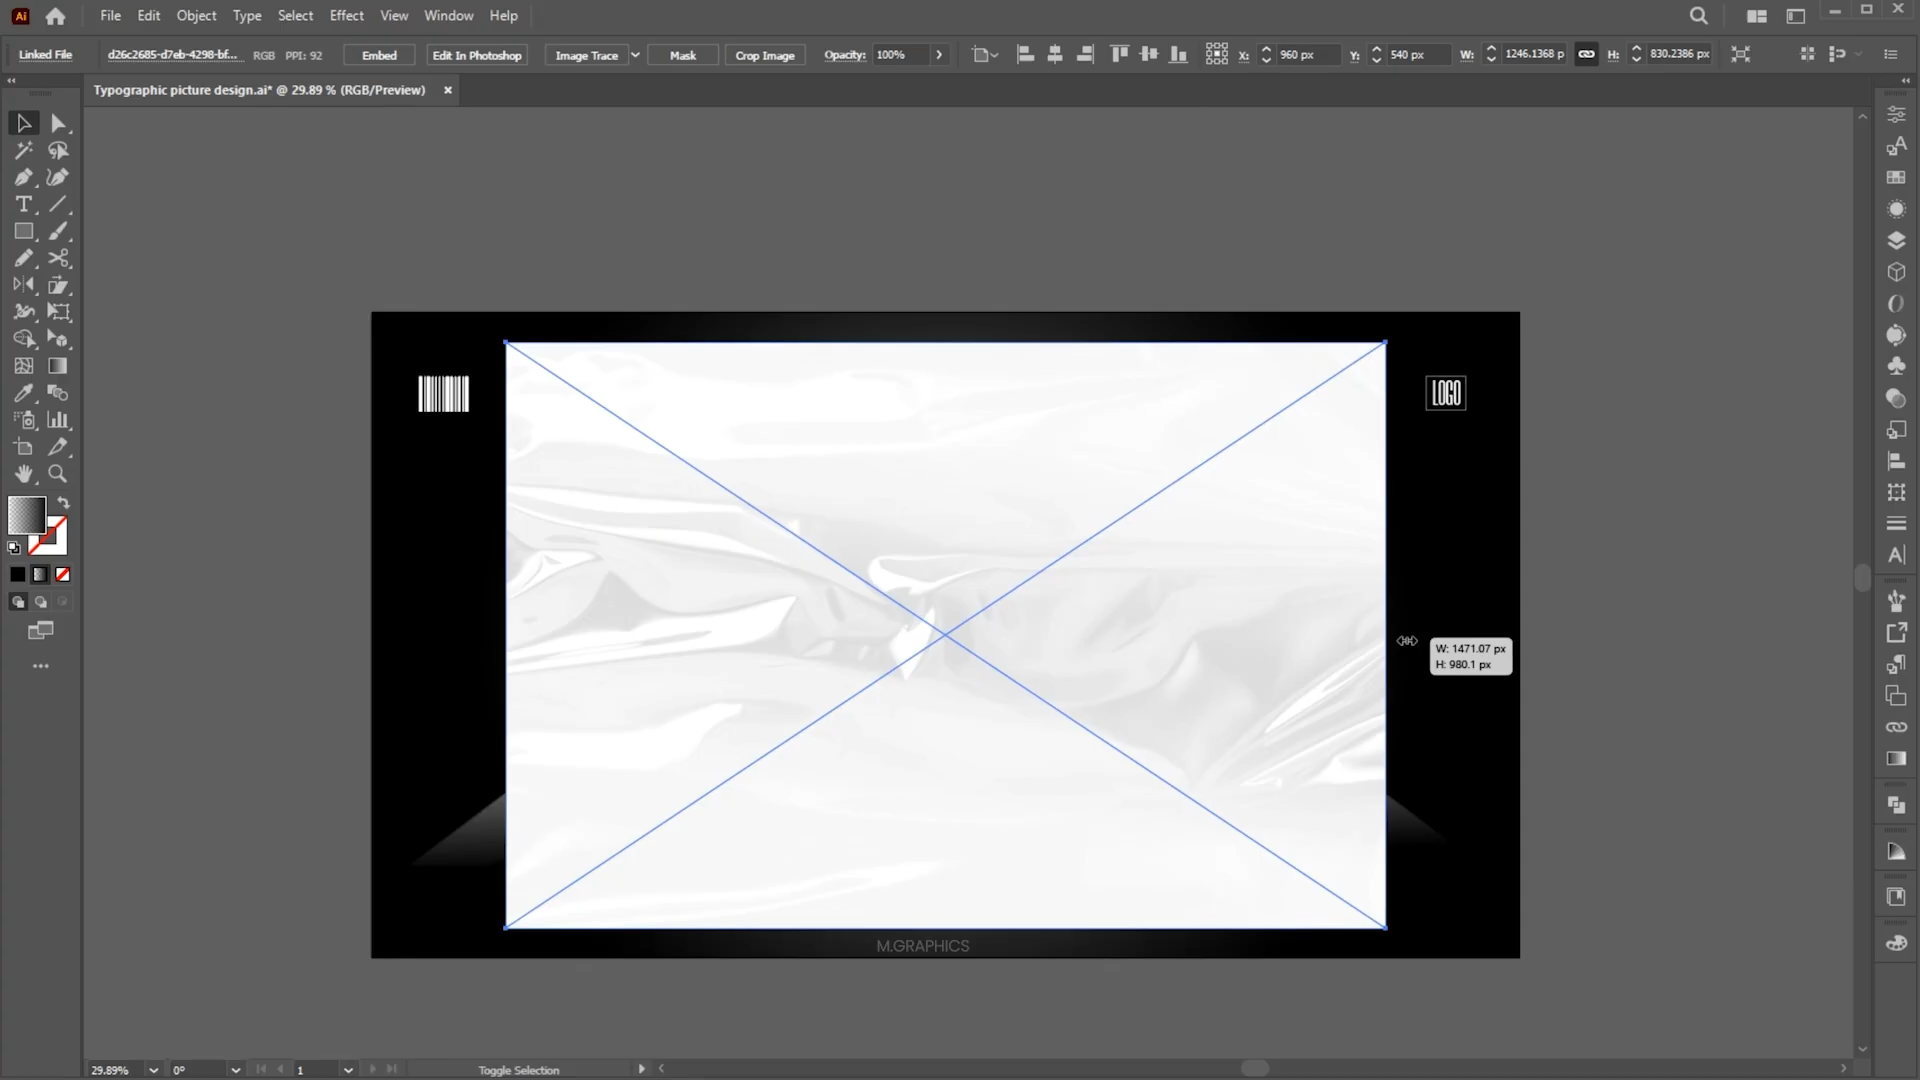 Ai File Edit Object Type Select Effect View Window Help
Linked File d26c2685-d7eb-4298-bf... RGB PPI: 92 Embed Edit In Photoshop Image Trace Mask Crop Image Opacity: 100% X: 960 px Y: 540 px W: 1246.1368 p H: 830.2386 px
Typographic picture design.ai* @ 29.89 % (RGB/Preview)
LOGO
W: 1471.07 px
H: 980.1 px
M.GRAPHICS
29.89% 0° 1 Toggle Selection